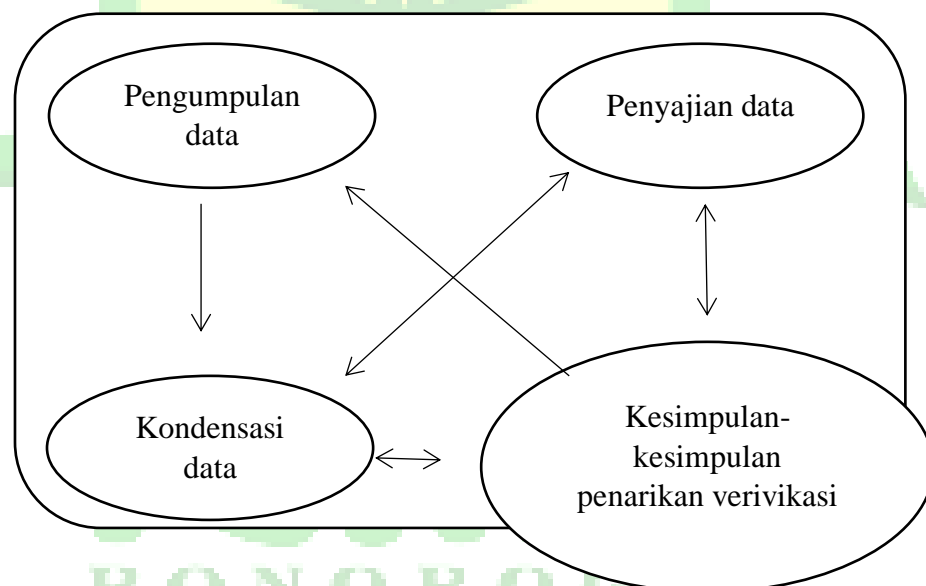 Pengumpulan
data
Penyajian data
Kondensasi
data
Kesimpulan-
kesimpulan
penarikan verivikasi